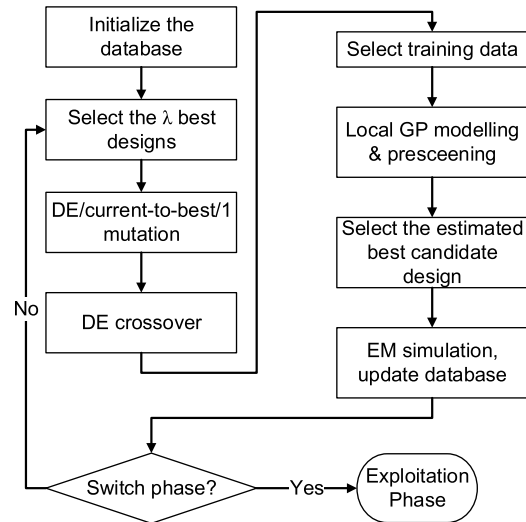 Initialize the
database
Select the λ best
designs
DE/current-to-best/1
mutation
DE crossover
Select training data
Local GP modelling
& presceening
Select the estimated
best candidate
design
EM simulation,
update database
Switch phase?
No
Yes
Exploitation
Phase